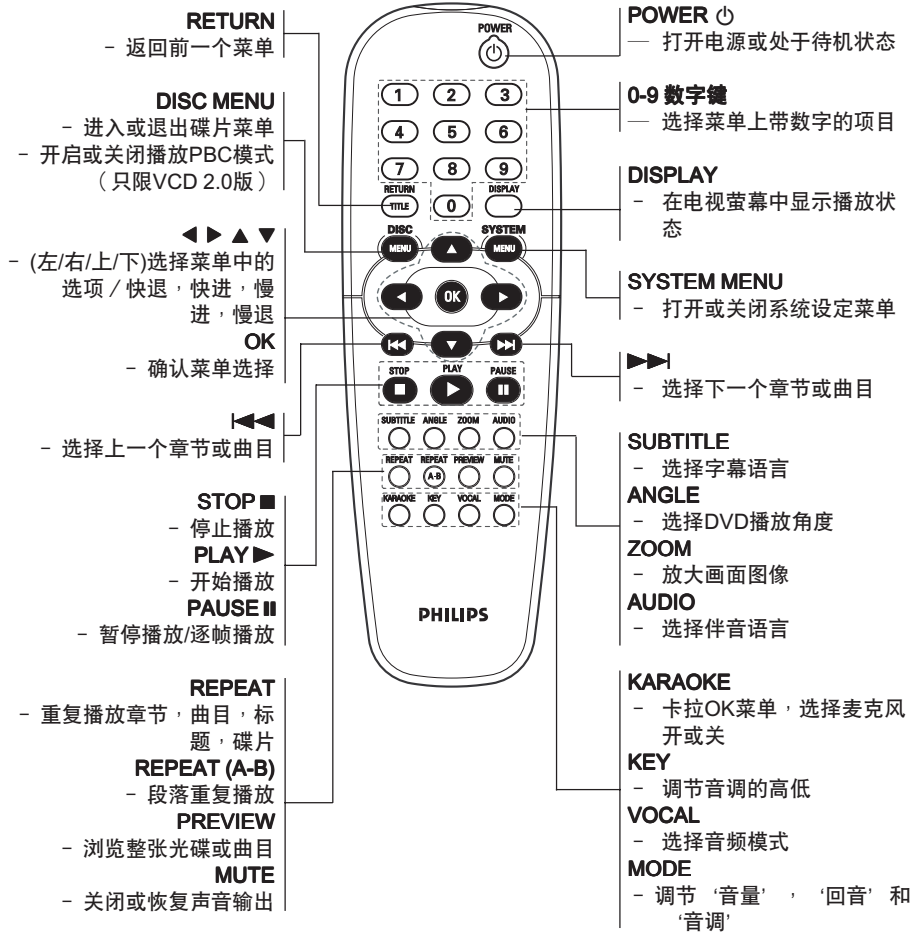 RETURN
– 返回前一个菜单
DISC MENU
– 进入或退出碟片菜单
– 开启或关闭播放PBC模式
（只限VCD 2.0版）
◀ ▶ ▲ ▼
– (左/右/上/下)选择菜单中的
选项 / 快退，快进，慢
进，慢退
OK
– 确认菜单选择
|◀◀
– 选择上一个章节或曲目
STOP ■
– 停止播放
PLAY ▶
– 开始播放
PAUSE II
– 暂停播放/逐帧播放
REPEAT
– 重复播放章节，曲目，标
题，碟片
REPEAT (A-B)
– 段落重复播放
PREVIEW
– 浏览整张光碟或曲目
MUTE
– 关闭或恢复声音输出
POWER
1 2 3
4 5 6
7 8 9
RETURN DISPLAY
TITLE 0
DISC SYSTEM
MENU MENU
OK
STOP PLAY PAUSE
SUBTITLE ANGLE ZOOM AUDIO
REPEAT REPEAT PREVIEW MUTE
A-B
KARAOKE KEY VOCAL MODE
PHILIPS
POWER ⏻
— 打开电源或处于待机状态
0-9 数字键
— 选择菜单上带数字的项目
DISPLAY
– 在电视萤幕中显示播放状
态
SYSTEM MENU
– 打开或关闭系统设定菜单
▶▶|
– 选择下一个章节或曲目
SUBTITLE
– 选择字幕语言
ANGLE
– 选择DVD播放角度
ZOOM
– 放大画面图像
AUDIO
– 选择伴音语言
KARAOKE
– 卡拉OK菜单，选择麦克风
开或关
KEY
– 调节音调的高低
VOCAL
– 选择音频模式
MODE
– 调节 ‘音量’ ， ‘回音’ 和
‘音调’